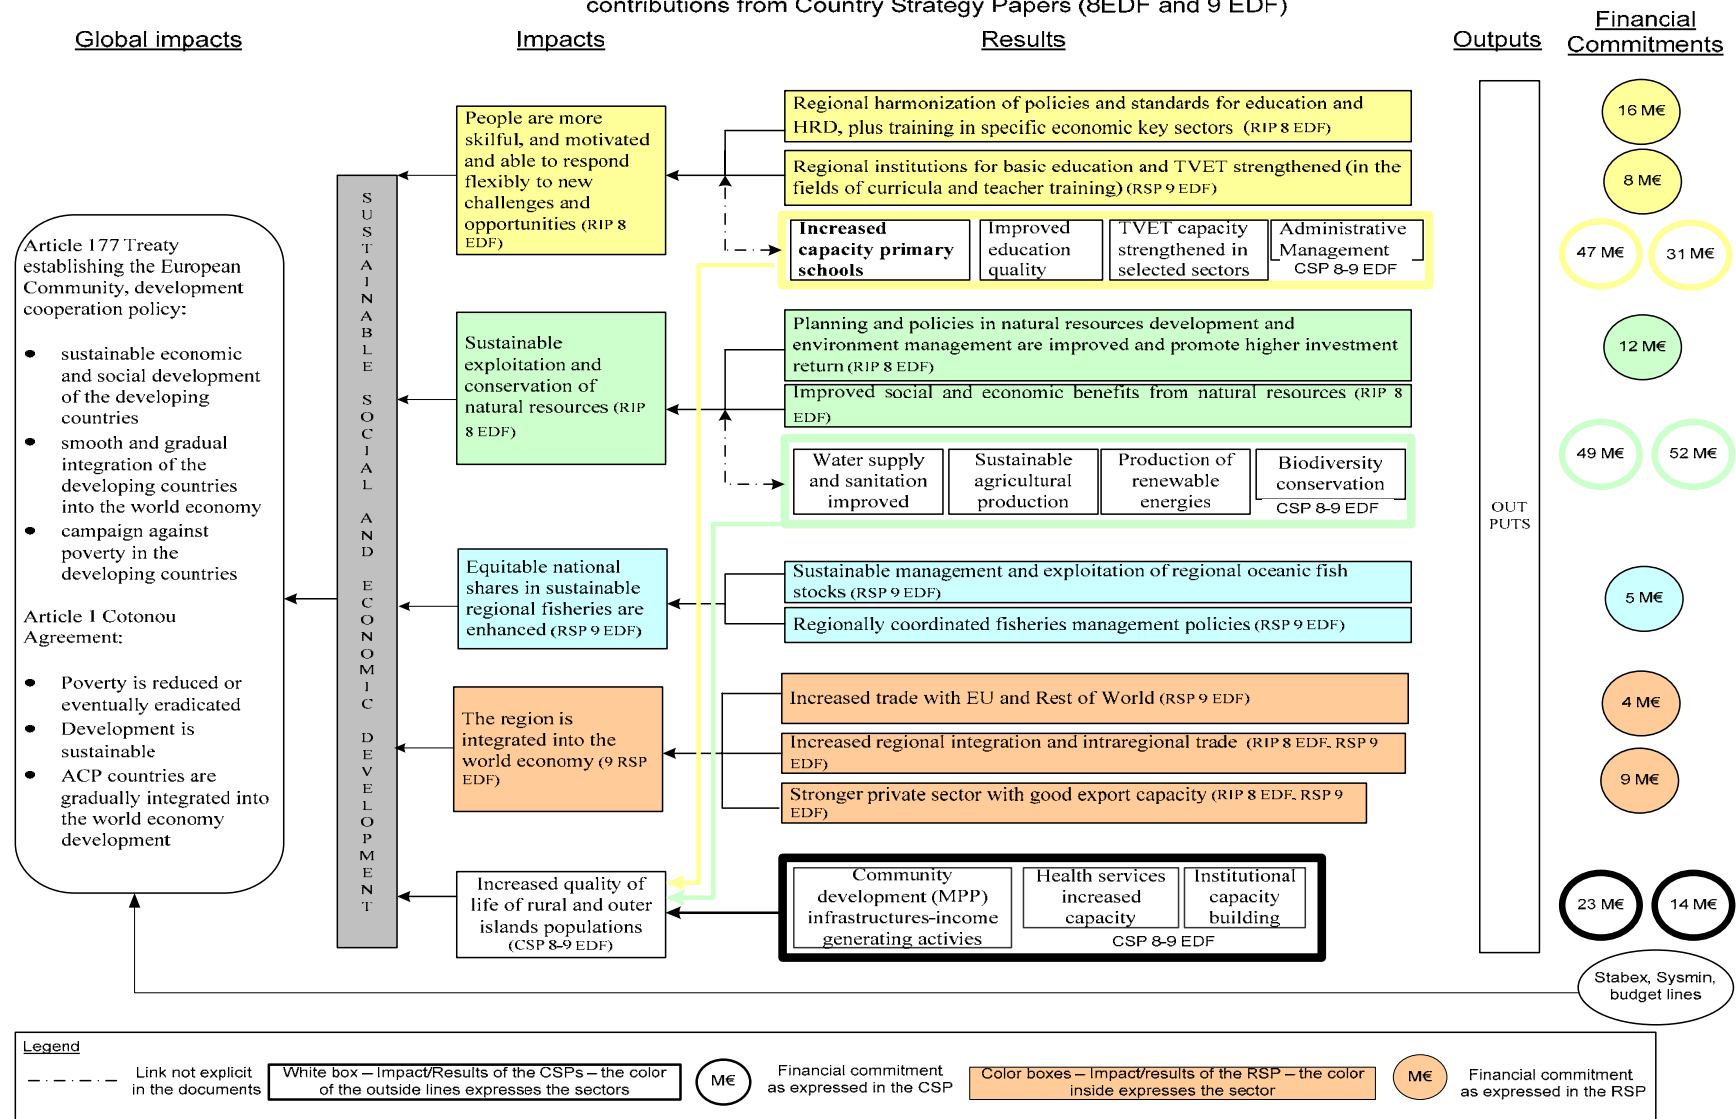 contributions from Country Strategy Papers (8EDF and 9 EDF)
Global impacts
Impacts
Results
Outputs
Financial
Commitments
Article 177 Treaty
establishing the European
Community, development
cooperation policy:
● sustainable economic
and social development
of the developing
countries
● smooth and gradual
integration of the
developing countries
into the world economy
● campaign against
poverty in the
developing countries
Article 1 Cotonou
Agreement:
● Poverty is reduced or
eventually eradicated
● Development is
sustainable
● ACP countries are
gradually integrated into
the world economy
development
SUSTAINABLE SOCIAL AND ECONOMIC DEVELOPMENT
People are more
skilful, and motivated
and able to respond
flexibly to new
challenges and
opportunities (RIP 8
EDF)
Sustainable
exploitation and
conservation of
natural resources (RIP
8 EDF)
Equitable national
shares in sustainable
regional fisheries are
enhanced (RSP 9 EDF)
The region is
integrated into the
world economy (9 RSP
EDF)
Increased quality of
life of rural and outer
islands populations
(CSP 8-9 EDF)
Regional harmonization of policies and standards for education and
HRD, plus training in specific economic key sectors (RIP 8 EDF)
Regional institutions for basic education and TVET strengthened (in the
fields of curricula and teacher training) (RSP 9 EDF)
Increased
capacity primary
schools
Improved
education
quality
TVET capacity
strengthened in
selected sectors
Administrative
Management
CSP 8-9 EDF
Planning and policies in natural resources development and
environment management are improved and promote higher investment
return (RIP 8 EDF)
Improved social and economic benefits from natural resources (RIP 8
EDF)
Water supply
and sanitation
improved
Sustainable
agricultural
production
Production of
renewable
energies
Biodiversity
conservation
CSP 8-9 EDF
Sustainable management and exploitation of regional oceanic fish
stocks (RSP 9 EDF)
Regionally coordinated fisheries management policies (RSP 9 EDF)
Increased trade with EU and Rest of World (RSP 9 EDF)
Increased regional integration and intraregional trade (RIP 8 EDF- RSP 9
EDF)
Stronger private sector with good export capacity (RIP 8 EDF- RSP 9
EDF)
Community
development (MPP)
infrastructures-income
generating activies
Health services
increased
capacity
Institutional
capacity
building
CSP 8-9 EDF
OUT
PUTS
16 M€
8 M€
47 M€
31 M€
12 M€
49 M€
52 M€
5 M€
4 M€
9 M€
23 M€
14 M€
Stabex, Sysmin,
budget lines
Legend
Link not explicit
in the documents
White box – Impact/Results of the CSPs – the color
of the outside lines expresses the sectors
M€
Financial commitment
as expressed in the CSP
Color boxes – Impact/results of the RSP – the color
inside expresses the sector
M€
Financial commitment
as expressed in the RSP